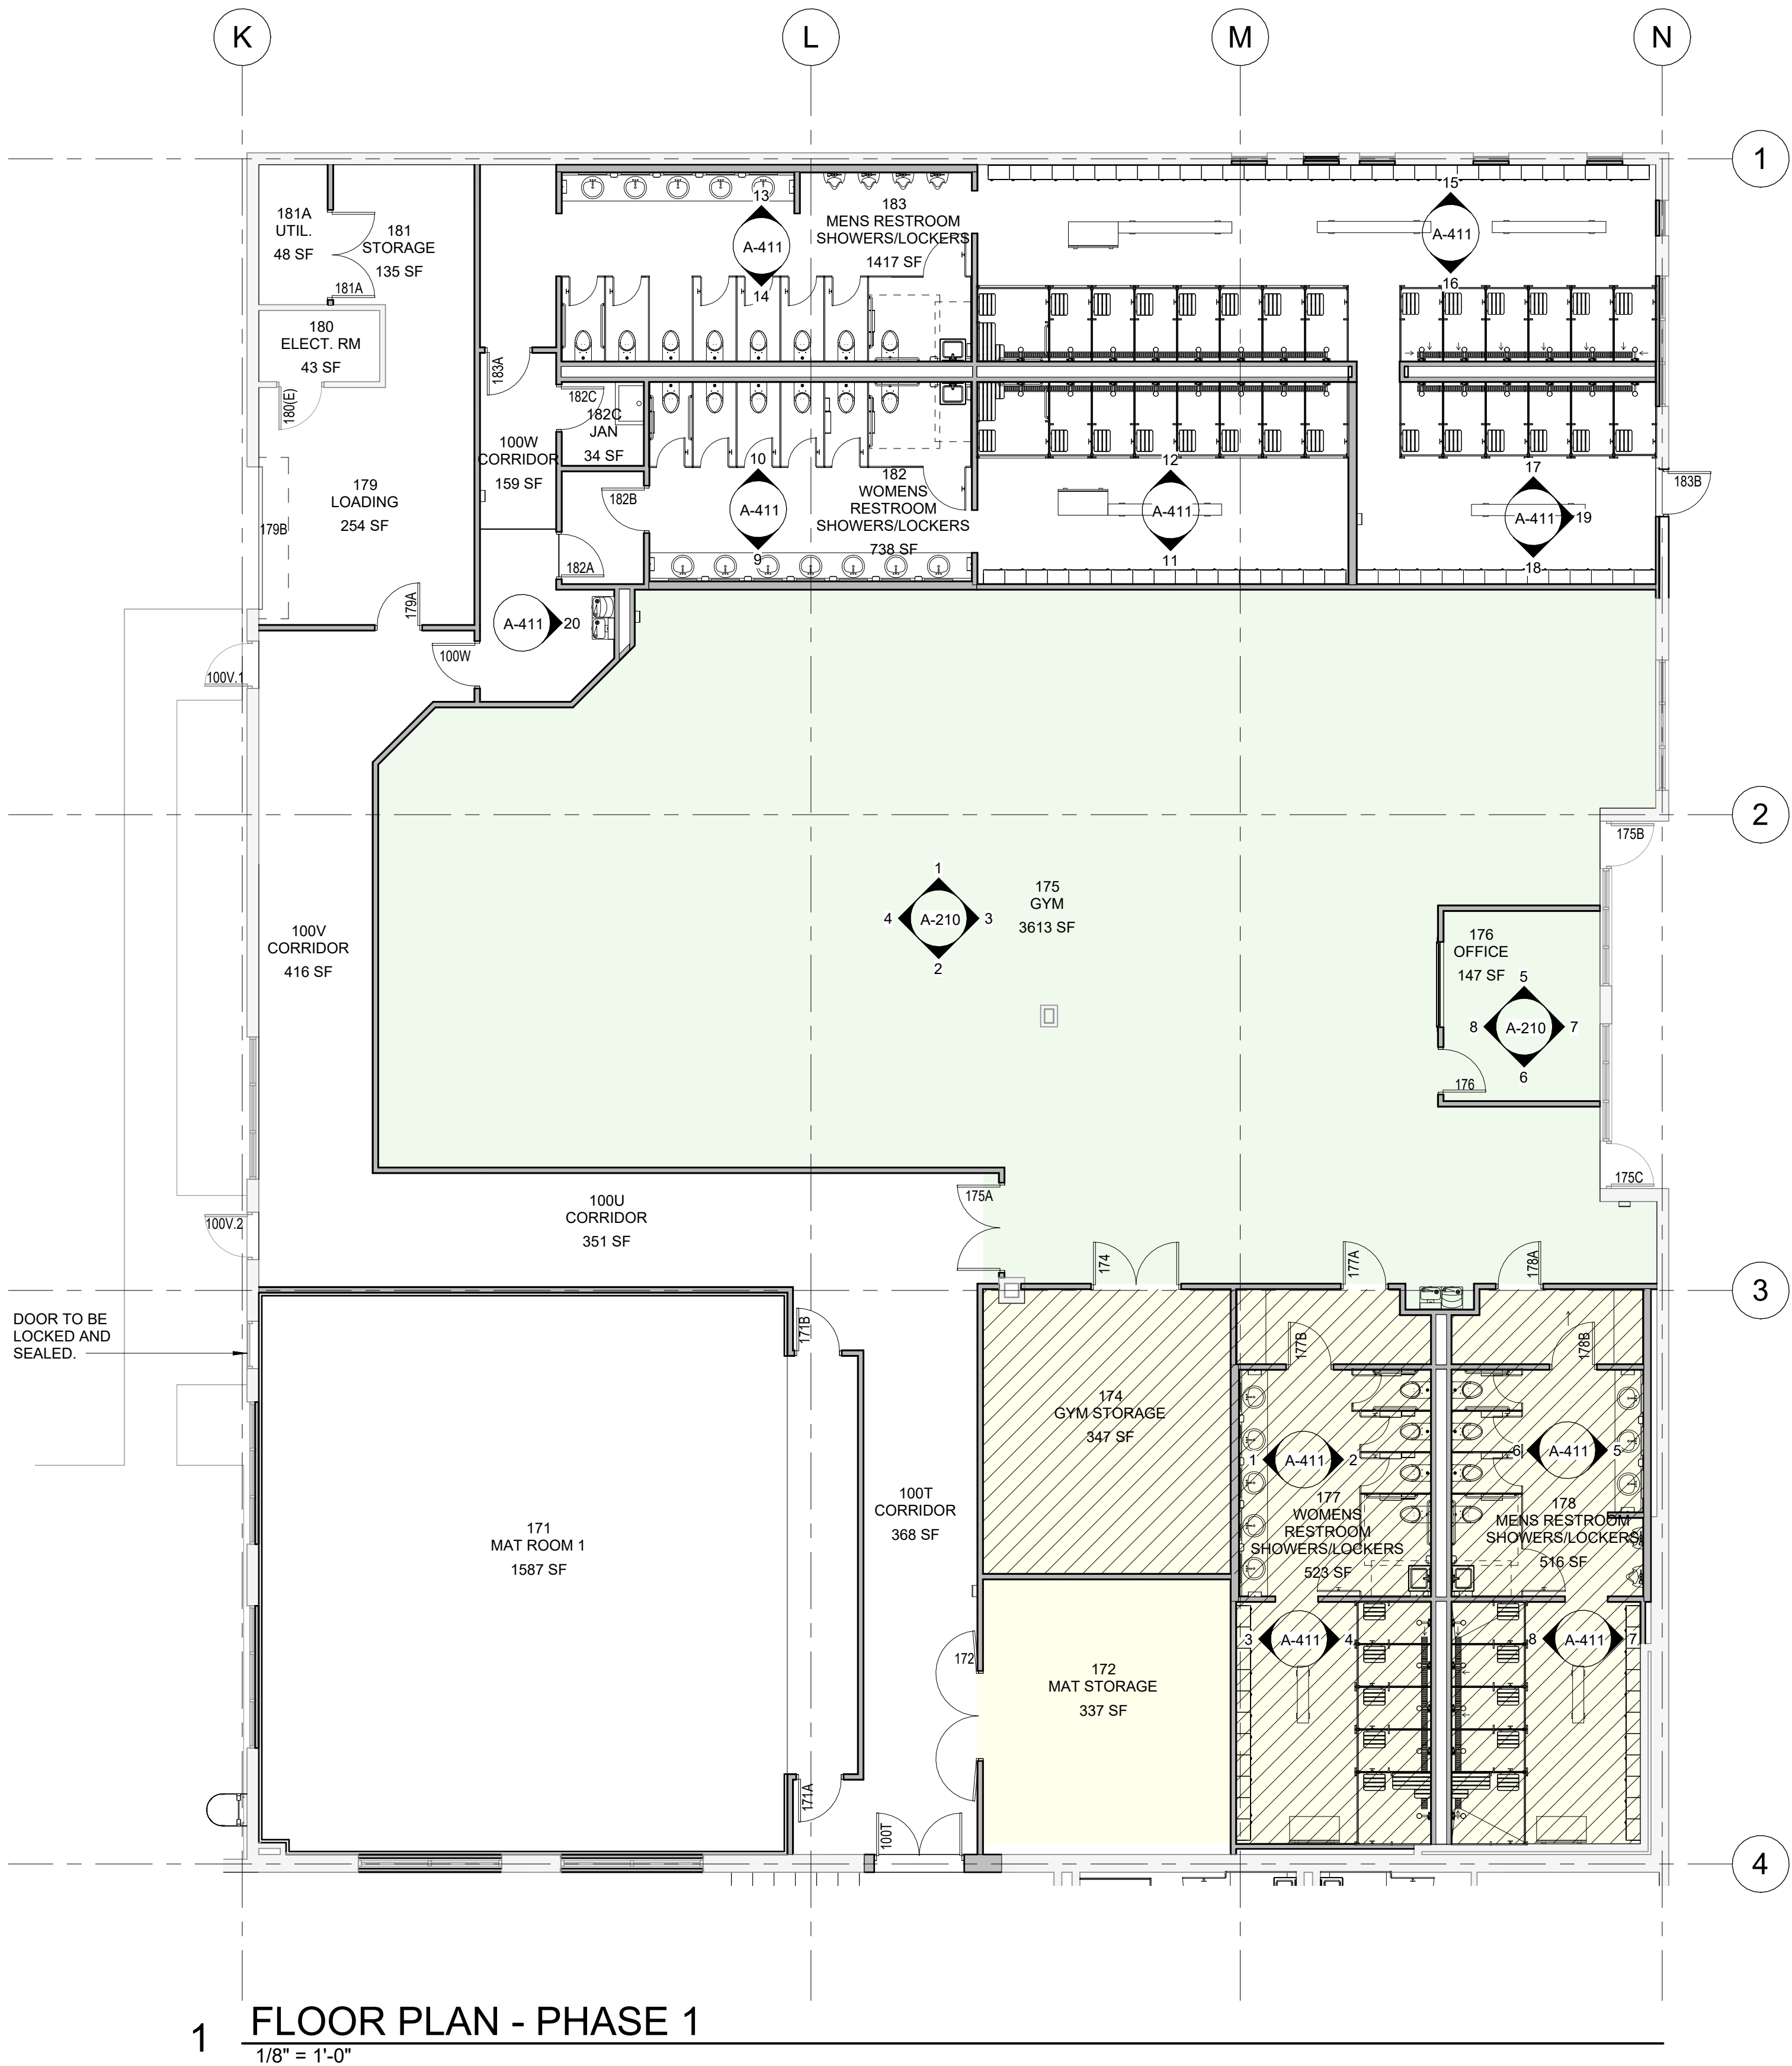 K
L
M
N
1
15
13
181A
UTIL.
48 SF
181
STORAGE
135 SF
183
MENS RESTROOM
SHOWERS/LOCKERS
1417 SF
A-411
A-411
14
16
181A
180
ELECT. RM
43 SF
180(E)
183A
182C
182C
JAN
34 SF
100W
CORRIDOR
159 SF
10
182
WOMENS
RESTROOM
SHOWERS/LOCKERS
738 SF
12
17
179
LOADING
254 SF
179B
182B
A-411
A-411
A-411
19
183B
182A
9
11
18
179A
A-411
20
100W
100V.1
2
175B
1
4
A-210
3
2
175
GYM
3613 SF
100V
CORRIDOR
416 SF
176
OFFICE
147 SF
5
8
A-210
7
6
176
175A
175C
100U
CORRIDOR
351 SF
100V.2
174
177A
178A
3
DOOR TO BE
LOCKED AND
SEALED.
171B
177B
178B
174
GYM STORAGE
347 SF
1
A-411
2
6
A-411
5
177
WOMENS
RESTROOM
SHOWERS/LOCKERS
523 SF
178
MENS RESTROOM
SHOWERS/LOCKERS
516 SF
100T
CORRIDOR
368 SF
171
MAT ROOM 1
1587 SF
172
3
A-411
4
8
A-411
7
172
MAT STORAGE
337 SF
171A
100T
4
1
FLOOR PLAN - PHASE 1
1/8" = 1'-0"